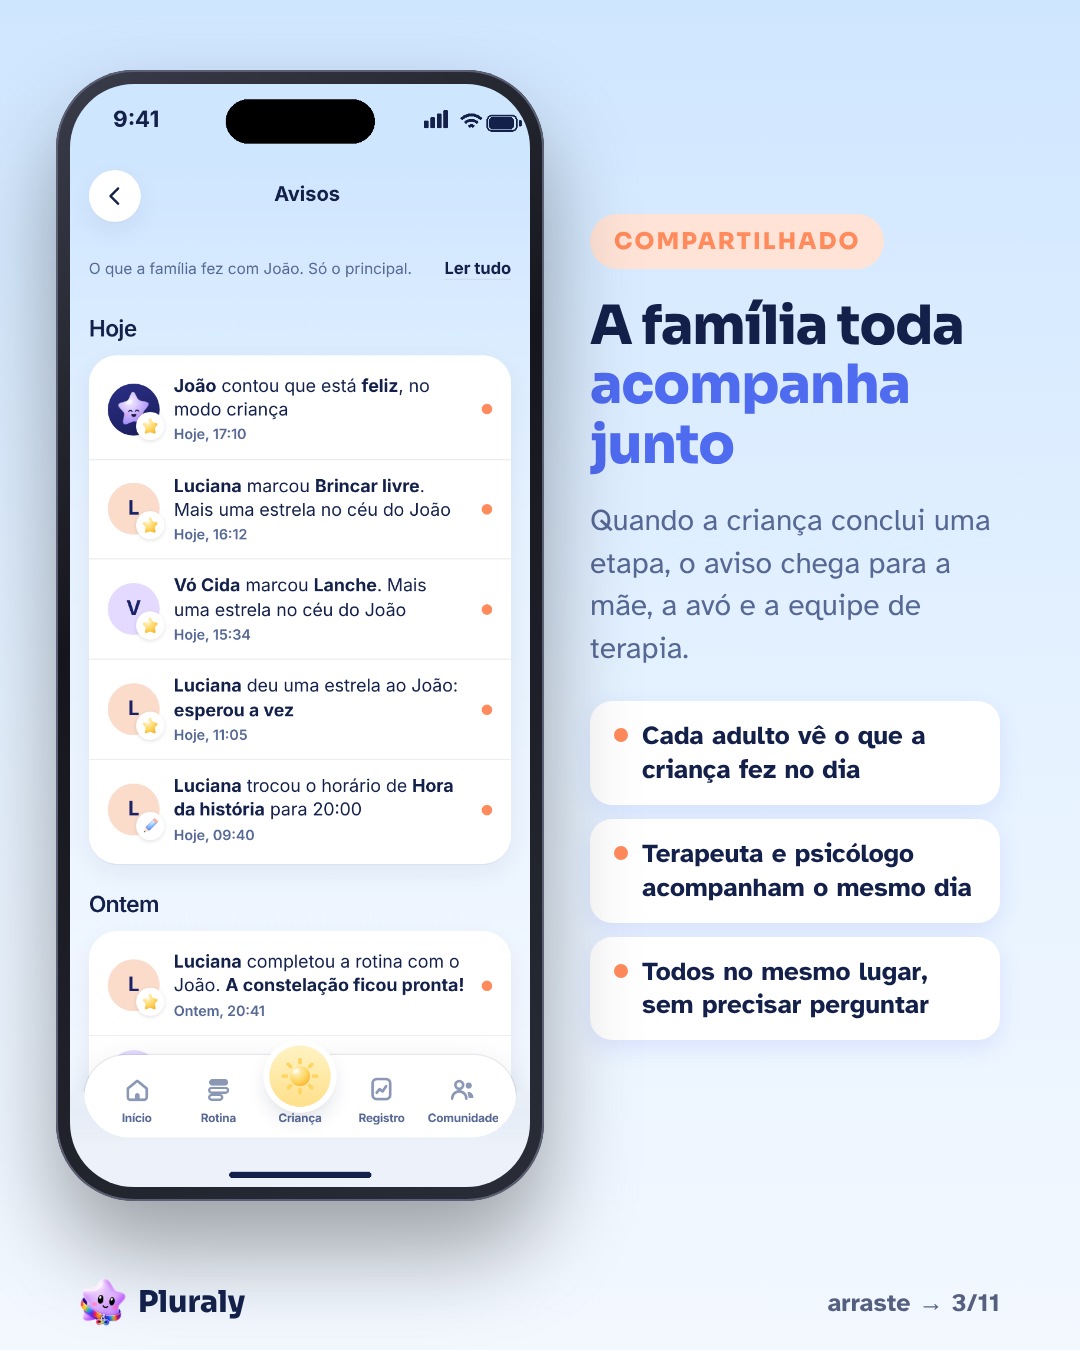 9:41
Avisos
O que a família fez com João. Só o principal.
Ler tudo
Hoje
João contou que está feliz, no
modo criança
Hoje, 17:10
L
Luciana marcou Brincar livre.
Mais uma estrela no céu do João
Hoje, 16:12
V
Vó Cida marcou Lanche. Mais
uma estrela no céu do João
Hoje, 15:34
L
Luciana deu uma estrela ao João:
esperou a vez
Hoje, 11:05
L
Luciana trocou o horário de Hora
da história para 20:00
Hoje, 09:40
Ontem
L
Luciana completou a rotina com o
João. A constelação ficou pronta!
Ontem, 20:41
Início
Rotina
Criança
Registro
Comunidade
COMPARTILHADO
A família toda
acompanha
junto
Quando a criança conclui uma
etapa, o aviso chega para a
mãe, a avó e a equipe de
terapia.
Cada adulto vê o que a
criança fez no dia
Terapeuta e psicólogo
acompanham o mesmo dia
Todos no mesmo lugar,
sem precisar perguntar
Pluraly
arraste → 3/11